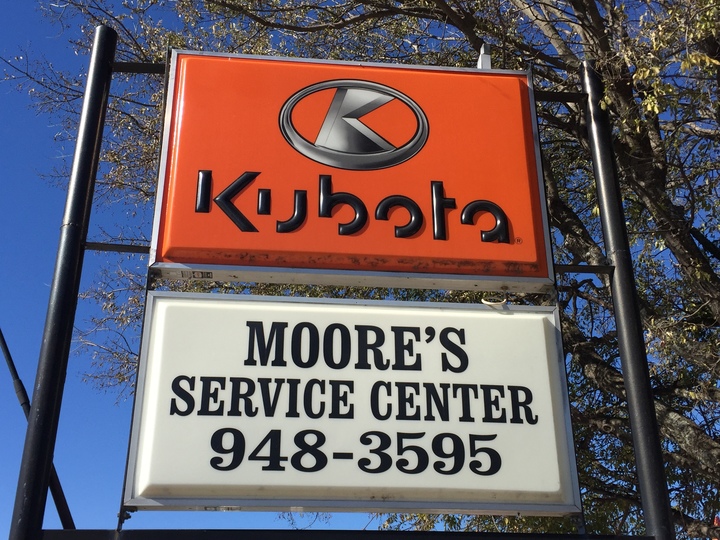 Kubota®
MOORE'S
SERVICE CENTER
948-3595